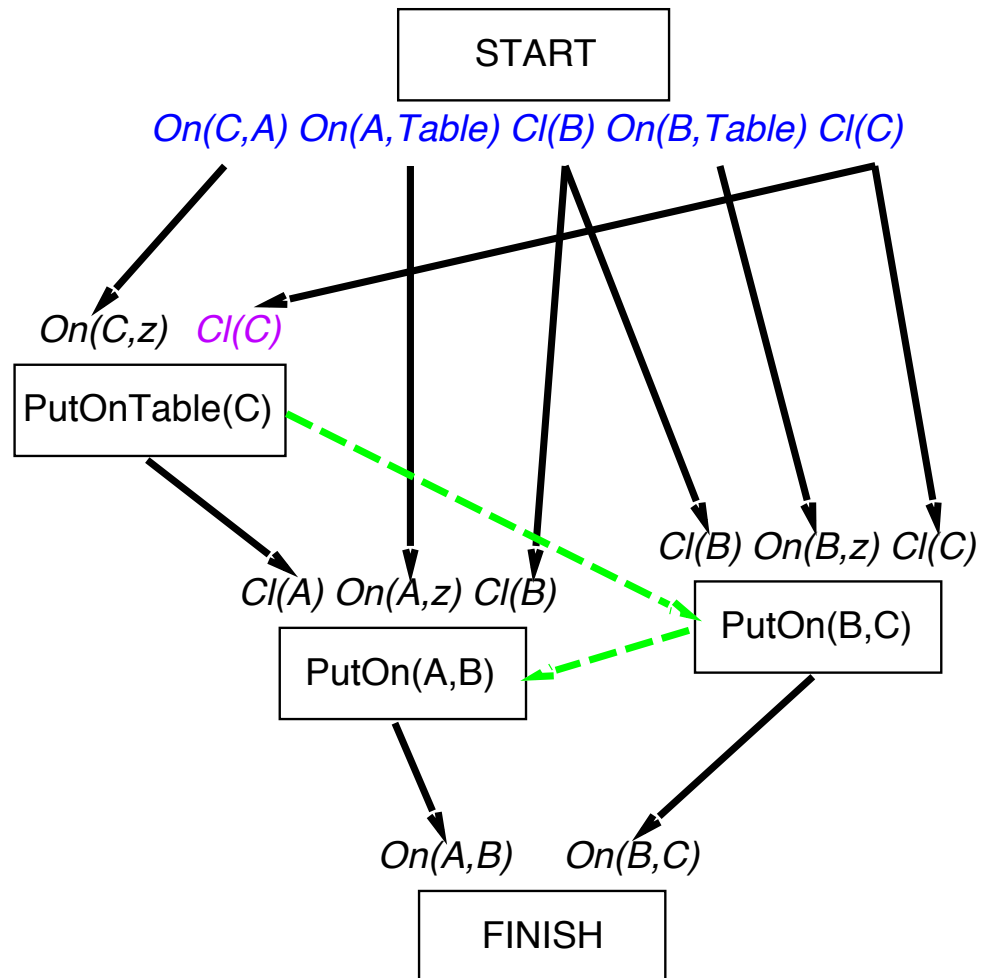 START
On(C,A) On(A,Table) Cl(B) On(B,Table) Cl(C)
On(C,z) Cl(C)
PutOnTable(C)
Cl(B) On(B,z) Cl(C)
Cl(A) On(A,z) Cl(B)
PutOn(B,C)
PutOn(A,B)
On(A,B) On(B,C)
FINISH